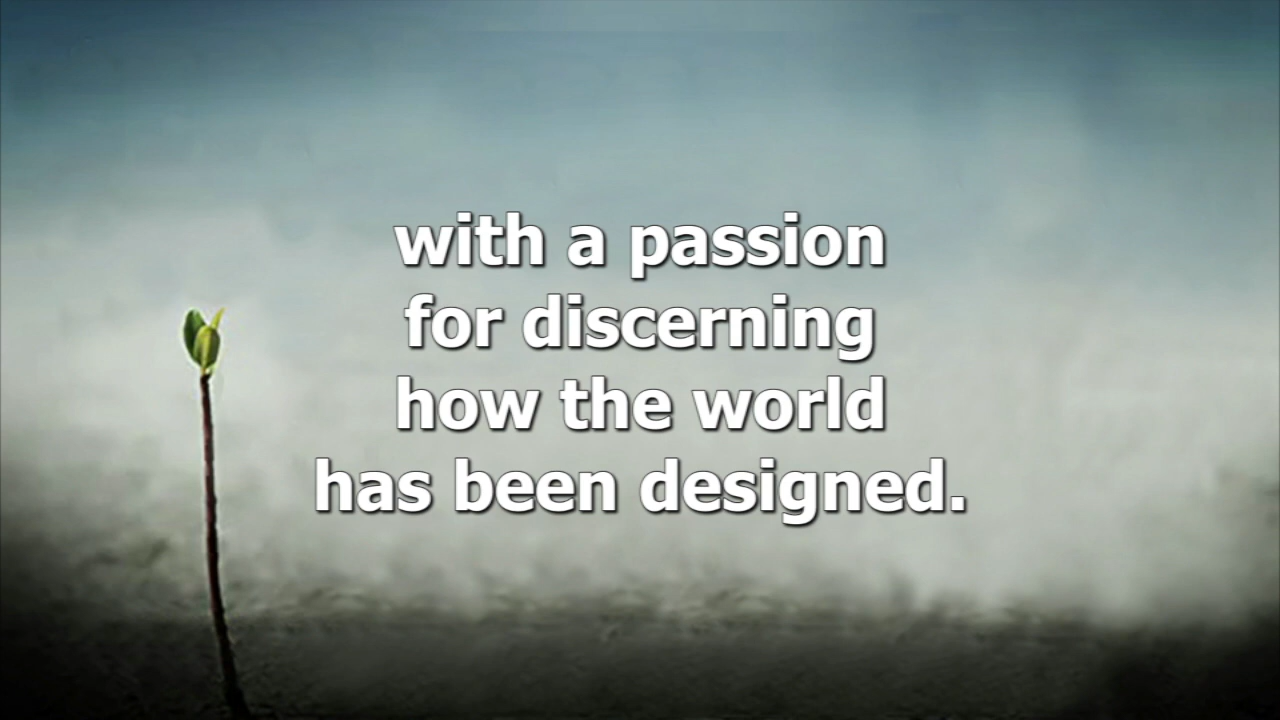 with a passion
for discerning
how the world
has been designed.